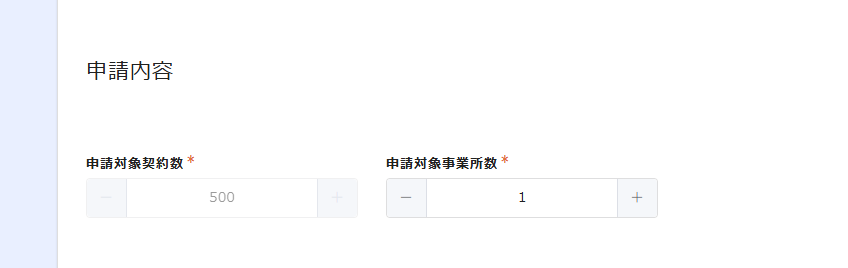 申請内容
申請対象契約数 * 申請対象事業所数 *
− 500 + − 1 +